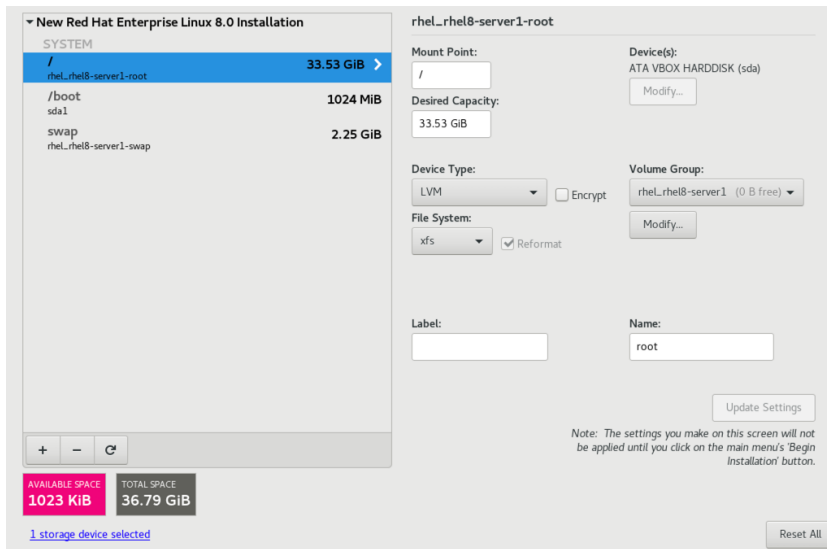 New Red Hat Enterprise Linux 8.0 Installation
SYSTEM
/
33.53 GiB
rhel_rhel8-server1-root
/boot
1024 MiB
sda1
swap
2.25 GiB
rhel_rhel8-server1-swap
+ −
AVAILABLE SPACE
1023 KiB
TOTAL SPACE
36.79 GiB
1 storage device selected
rhel_rhel8-server1-root
Mount Point:
/
Desired Capacity:
33.53 GiB
Device(s):
ATA VBOX HARDDISK (sda)
Modify...
Device Type:
LVM
Encrypt
Volume Group:
rhel_rhel8-server1 (0 B free)
Modify...
File System:
xfs
Reformat
Label:
Name:
root
Update Settings
Note: The settings you make on this screen will not
be applied until you click on the main menu's 'Begin
Installation' button.
Reset All